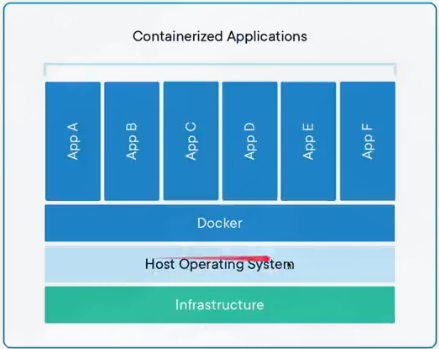 Containerized Applications
App A
App B
App C
App D
App E
App F
Docker
Host Operating System
Infrastructure